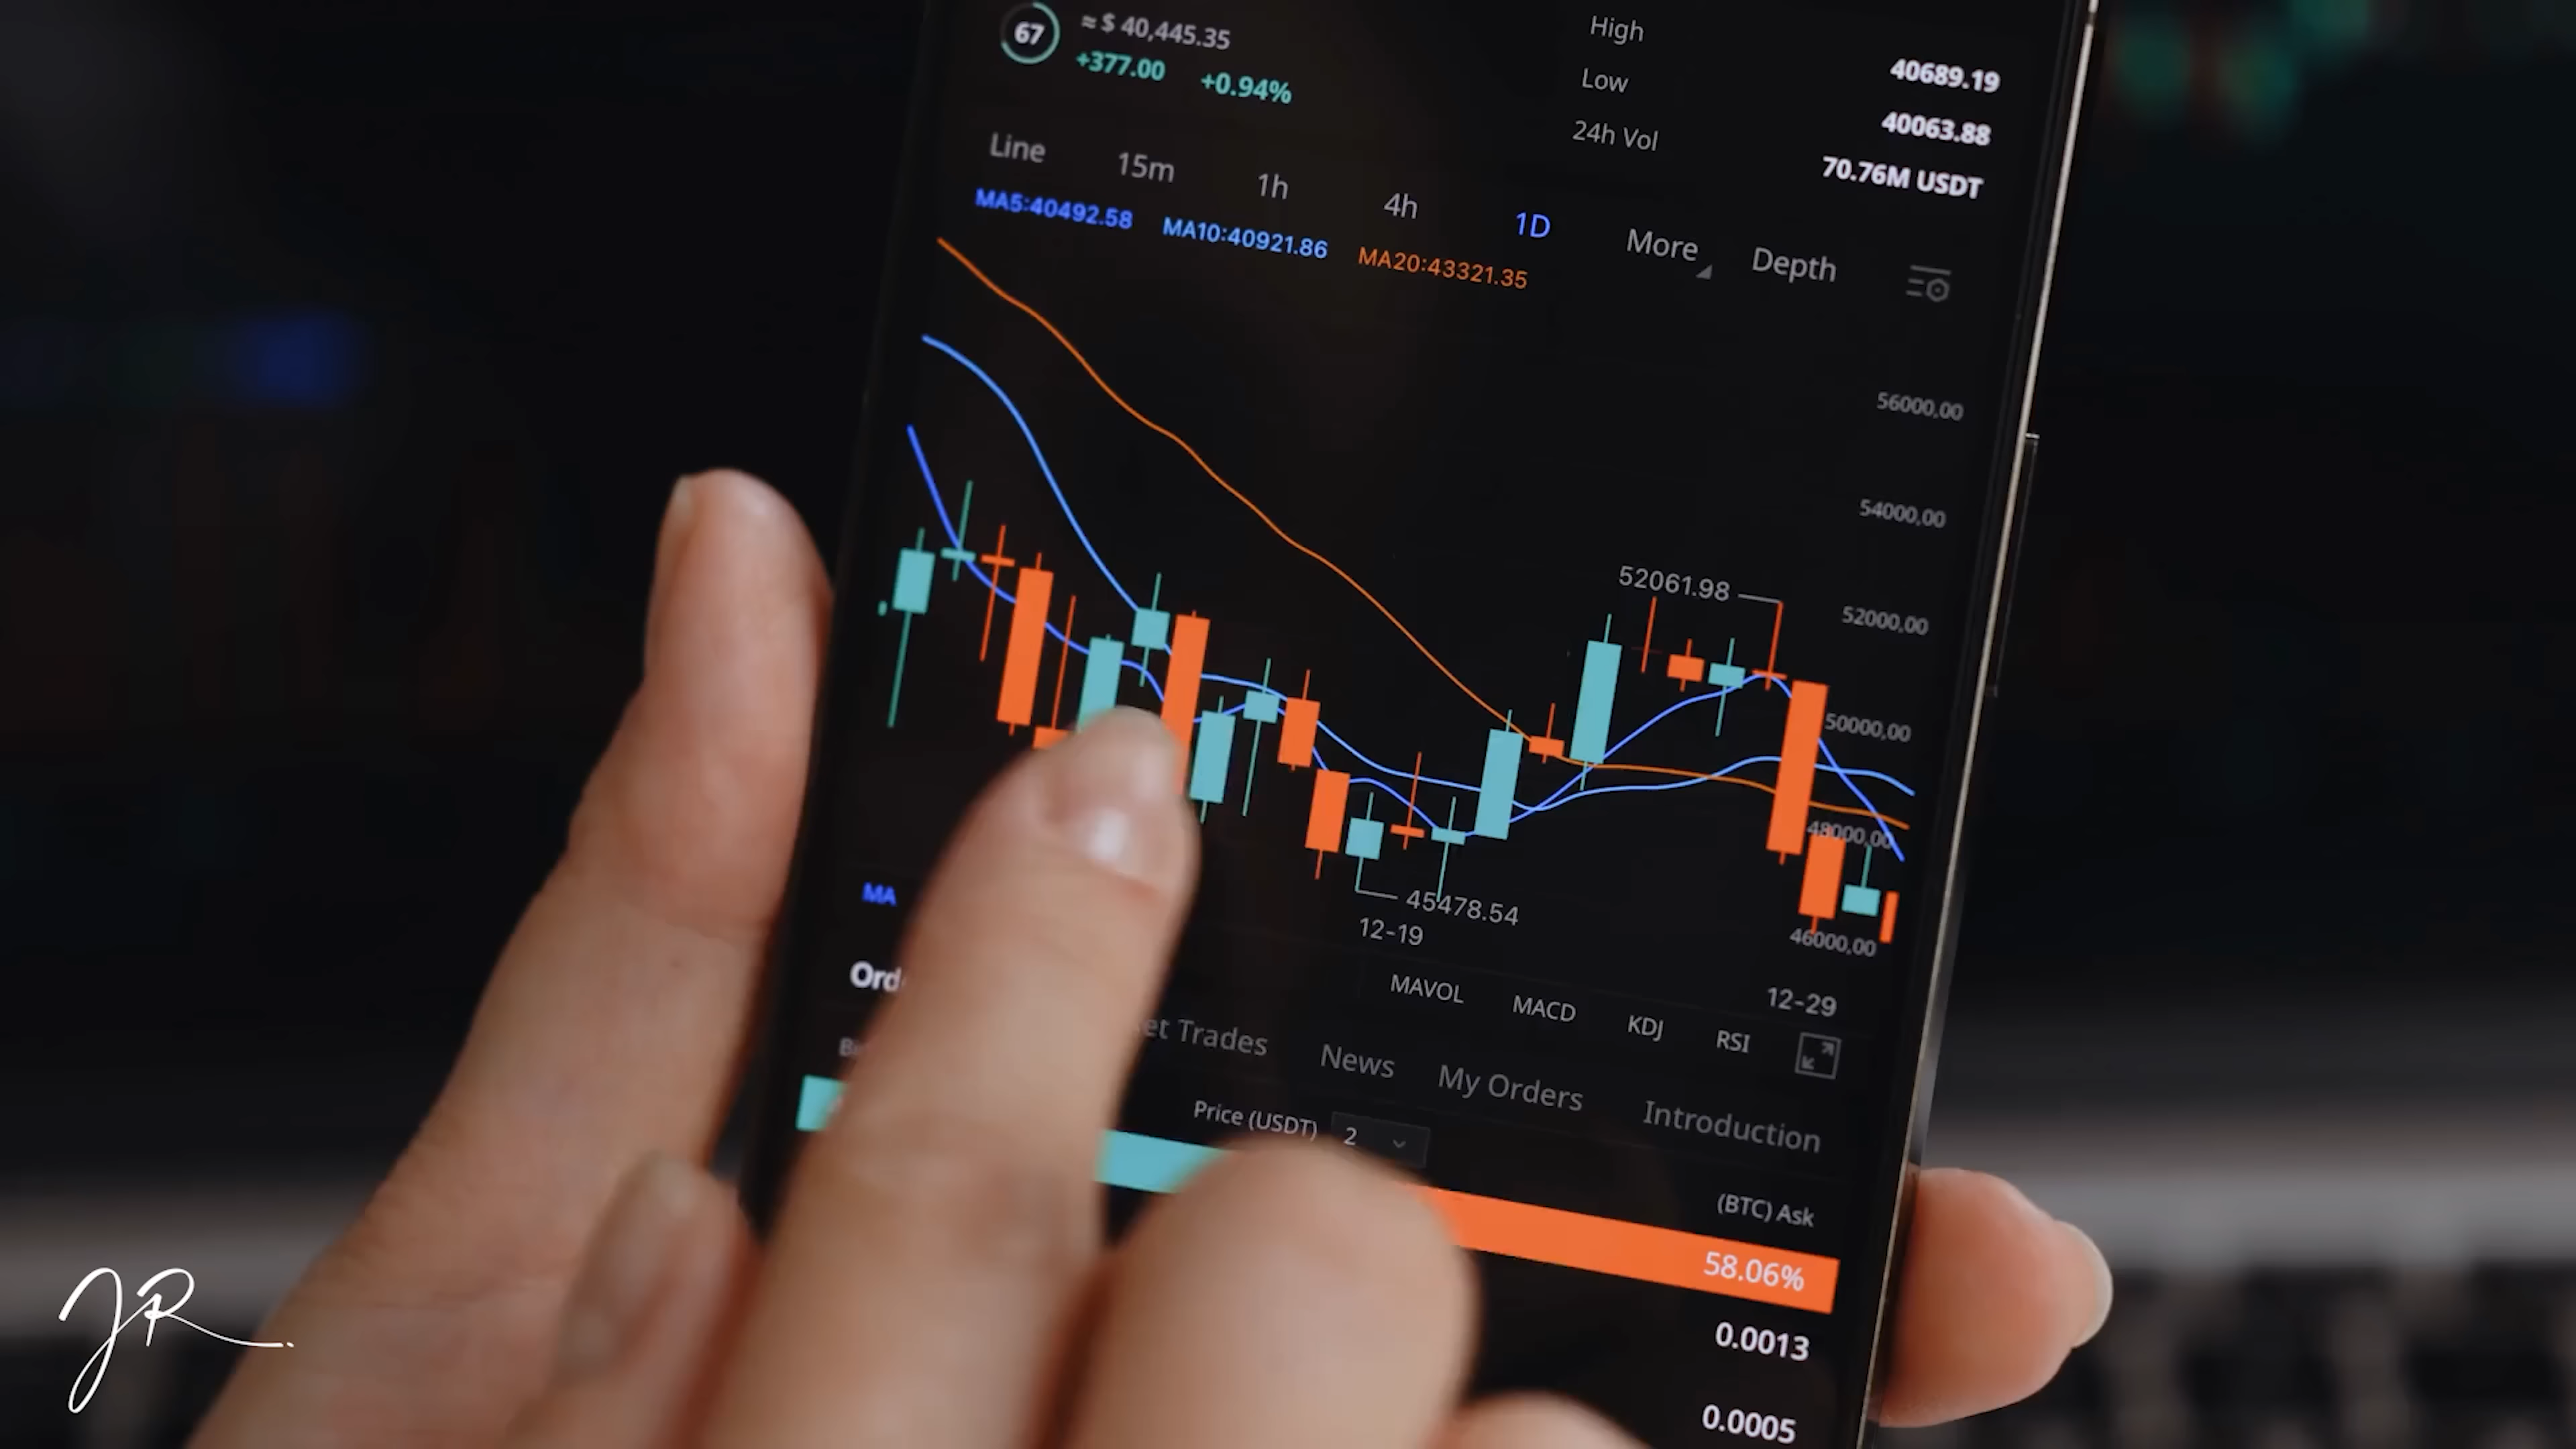 67
≈ $ 40,445.35
+377.00 +0.94%
High 40689.19
Low 40063.88
24h Vol 70.76M USDT
Line 15m 1h 4h 1D More Depth
MA5:40492.58 MA10:40921.86 MA20:43321.35
56000,00
54000,00
52061.98
52000,00
50000,00
48000,00
45478.54
46000,00
12-19
12-29
MA MAVOL MACD KDJ RSI
News My Orders Introduction
Trades
Price (USDT) 2
(BTC) Ask
58.06%
0.0013
0.0005
JR